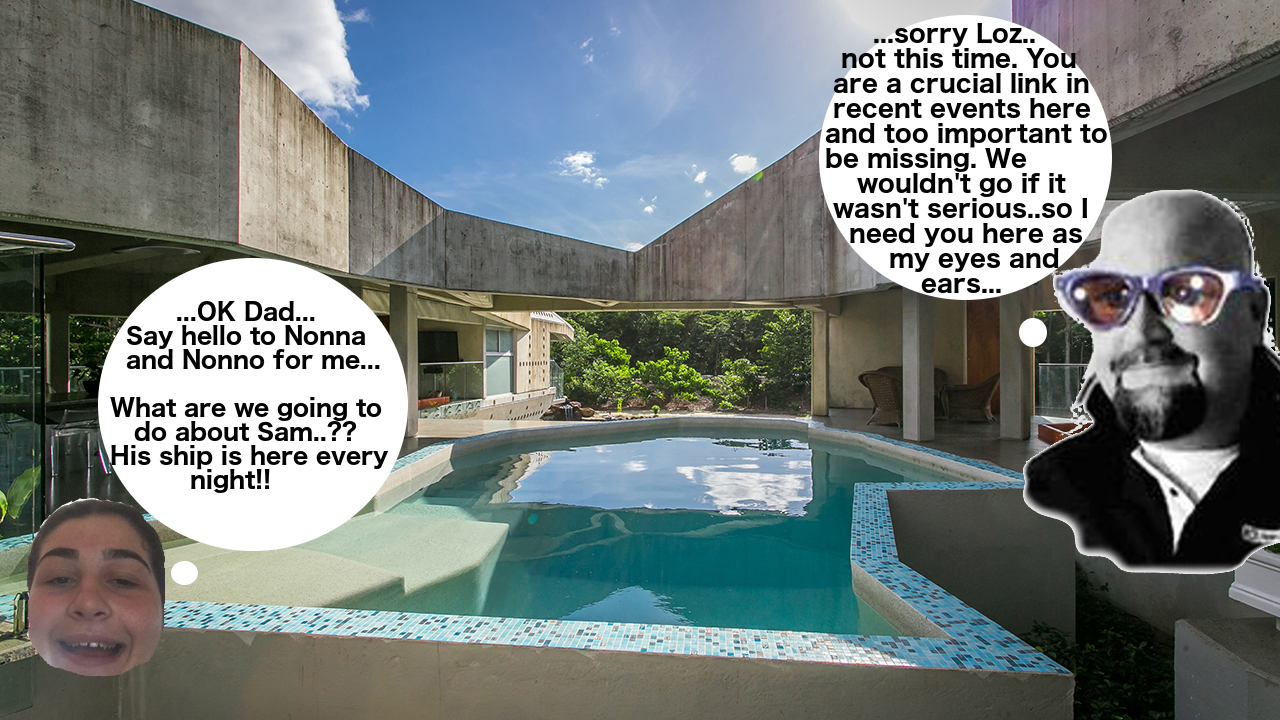 ...sorry Loz..
not this time. You
are a crucial link in
recent events here
and too important to
be missing. We
wouldn't go if it
wasn't serious..so I
need you here as
my eyes and
ears...
...OK Dad...
Say hello to Nonna
and Nonno for me...
What are we going to
do about Sam..??
His ship is here every
night!!